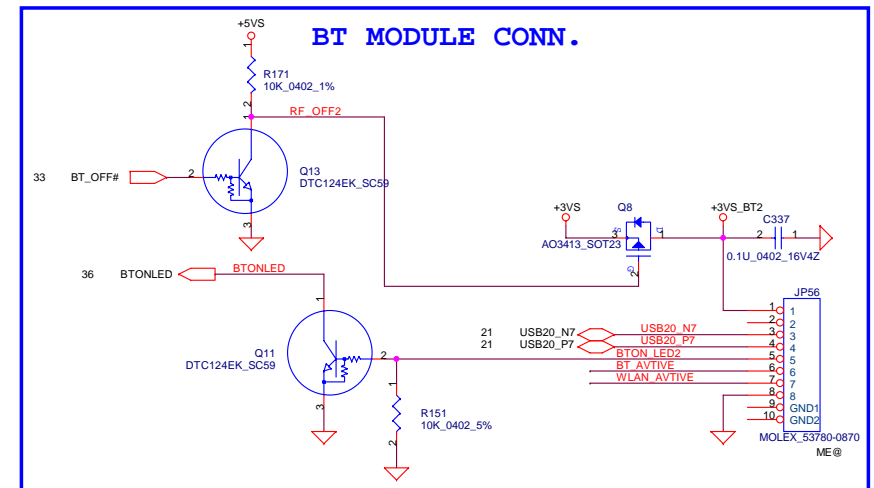 BT MODULE CONN.
+5VS
1
R171
10K_0402_1%
2
RF_OFF2
1
33 BT_OFF# 2
Q13
DTC124EK_SC59
3
+3VS Q8 +3VS_BT2
C337
3 S D 1 2 1
AO3413_SOT23
G
2
0.1U_0402_16V4Z
36 BTONLED BTONLED
1
JP56
1 1
2 2
21 USB20_N7 USB20_N7 3 3
21 USB20_P7 USB20_P7 4 4
Q11
DTC124EK_SC59
2
BTON_LED2 5 5
BT_AVTIVE 6 6
WLAN_AVTIVE 7 7
8 8
9 GND1
10 GND2
3
1
R151
10K_0402_5%
2
MOLEX_53780-0870
ME@